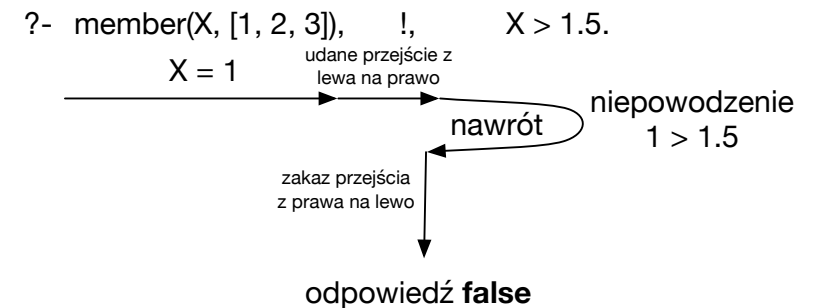 ?- member(X, [1, 2, 3]), !, X > 1.5.
X = 1
udane przejście z
lewa na prawo
nawrót
niepowodzenie
1 > 1.5
zakaz przejścia
z prawa na lewo
odpowiedź false